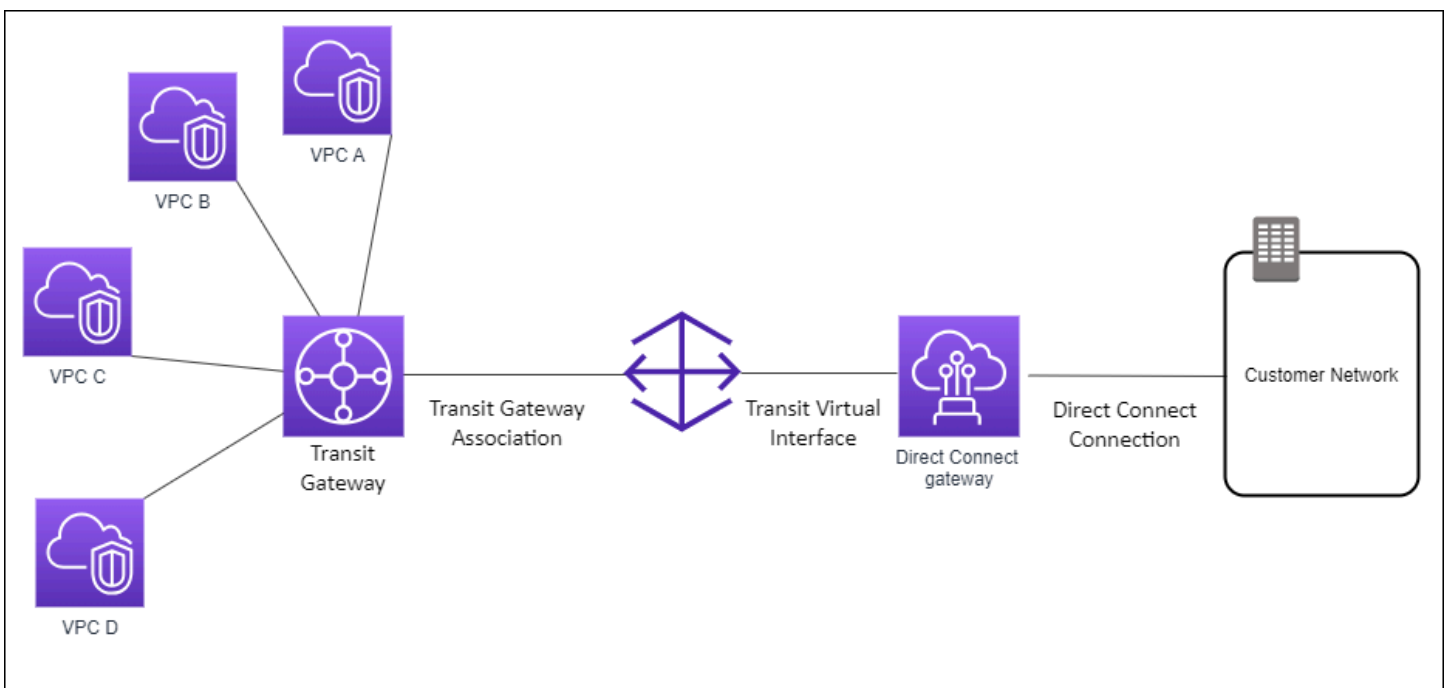 VPC A
VPC B
VPC C
VPC D
Transit
Gateway
Transit Gateway
Association
Transit Virtual
Interface
Direct Connect
gateway
Direct Connect
Connection
Customer Network